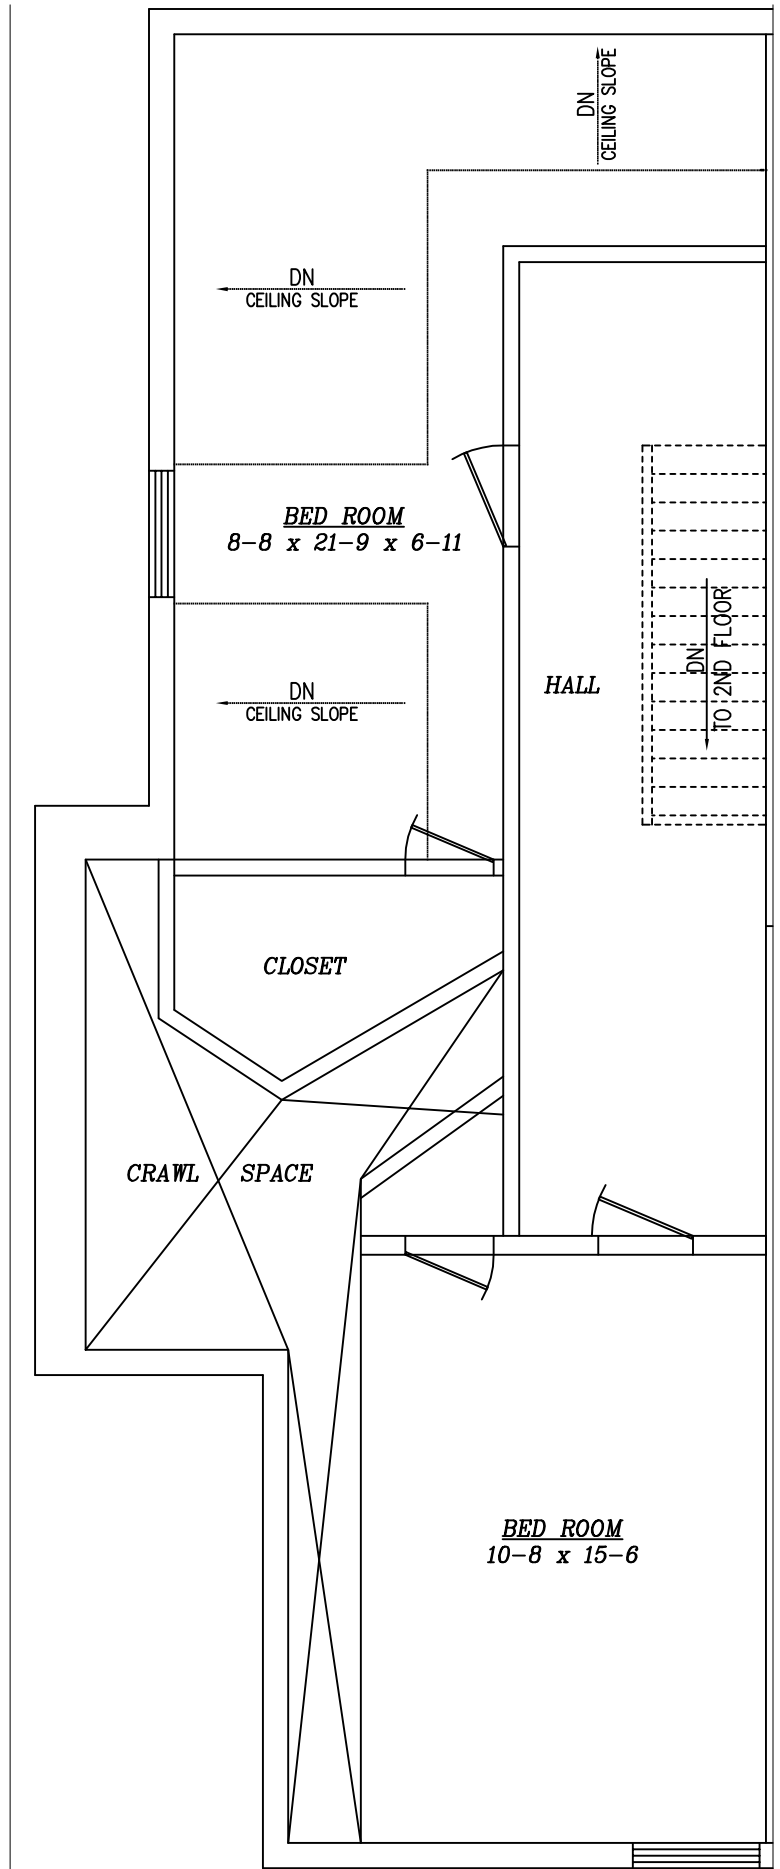 DN
CEILING SLOPE
DN
CEILING SLOPE
BED ROOM
8-8 x 21-9 x 6-11
DN
TO 2ND FLOOR
HALL
DN
CEILING SLOPE
CLOSET
CRAWL SPACE
BED ROOM
10-8 x 15-6